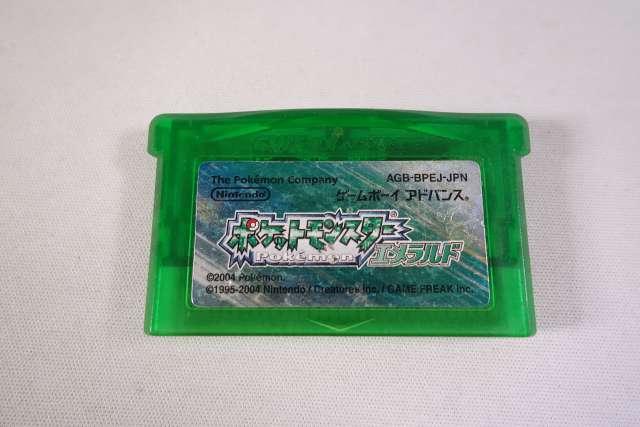 The Pokémon Company
AGB-BPEJ-JPN
Nintendo
ゲームボーイ アドバンス®
ポケットモンスター
Pokémon
エメラルド
©2004 Pokémon.
©1995-2004 Nintendo / Creatures inc. / GAME FREAK inc.